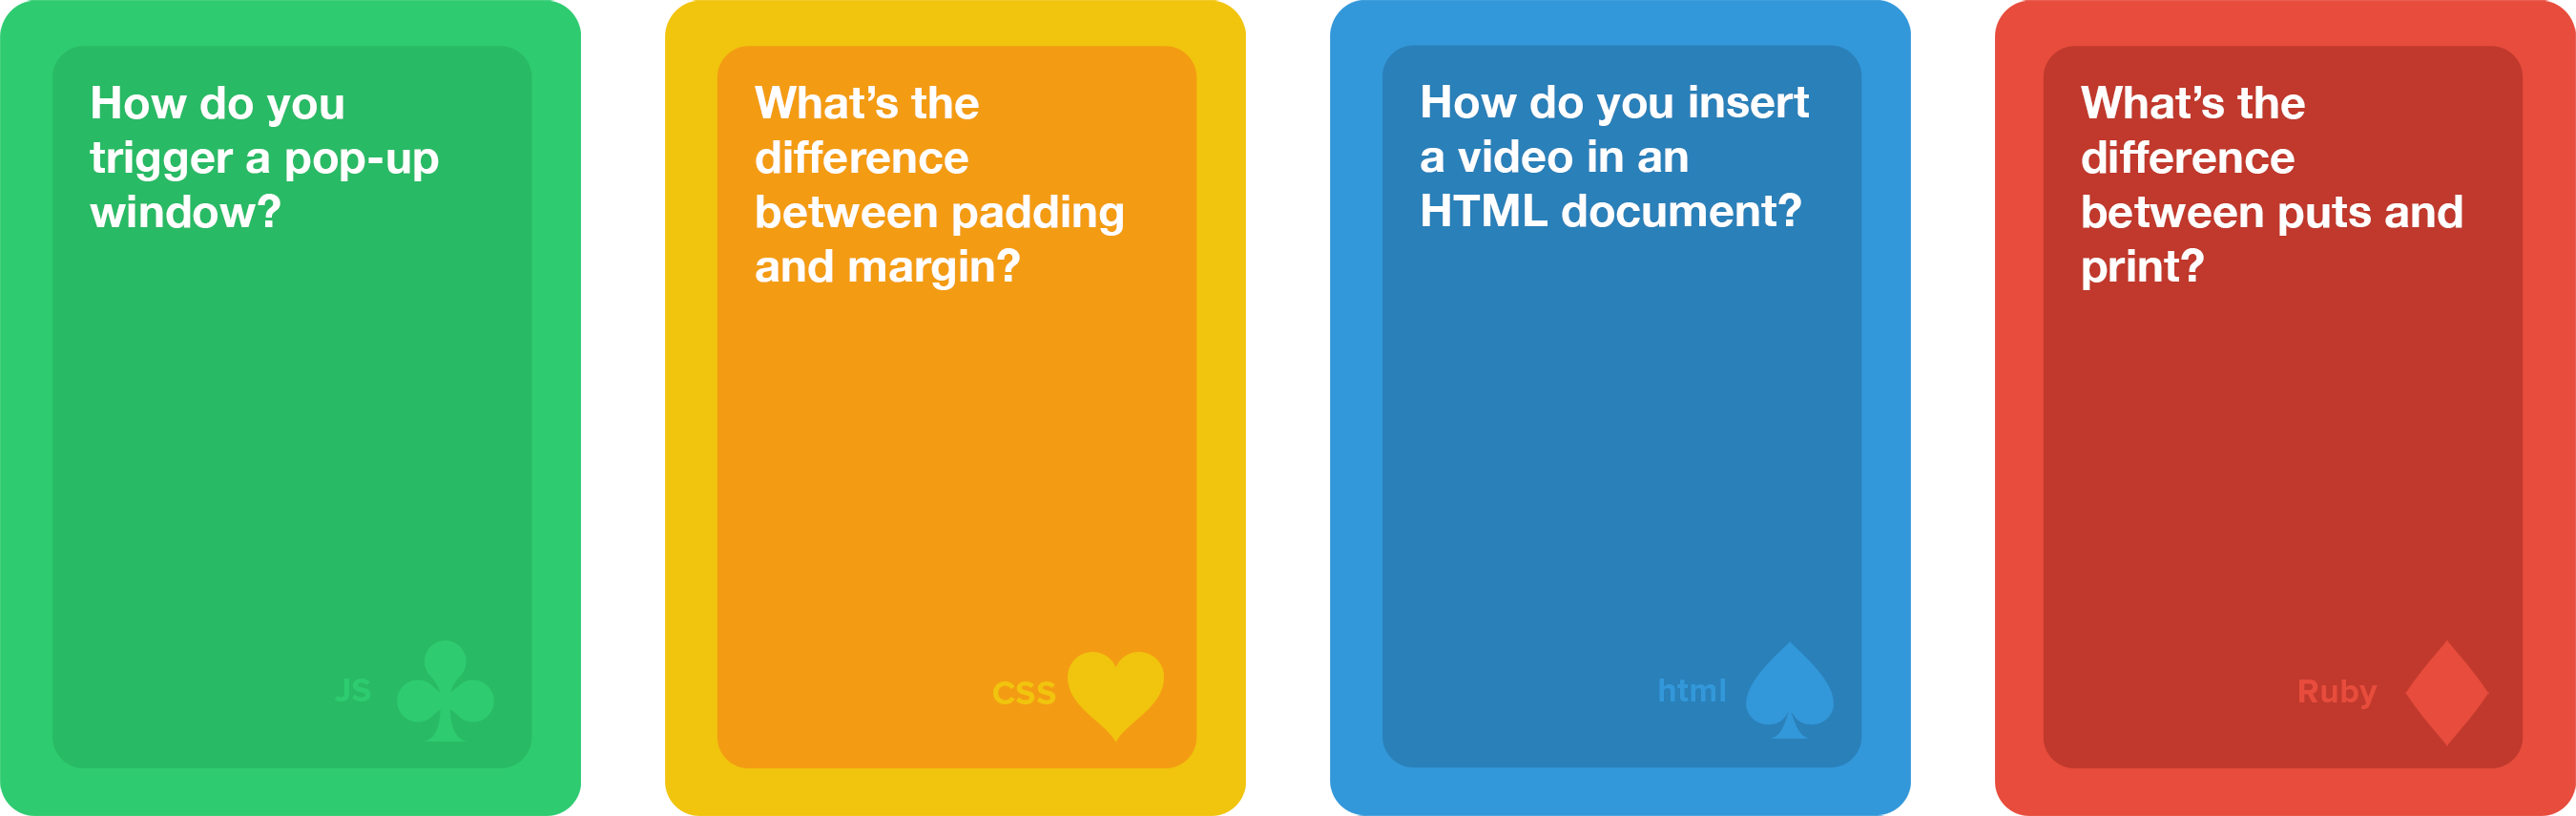 How do you
trigger a pop-up
window?
JS
What’s the
difference
between padding
and margin?
CSS
How do you insert
a video in an
HTML document?
html
What’s the
difference
between puts and
print?
Ruby